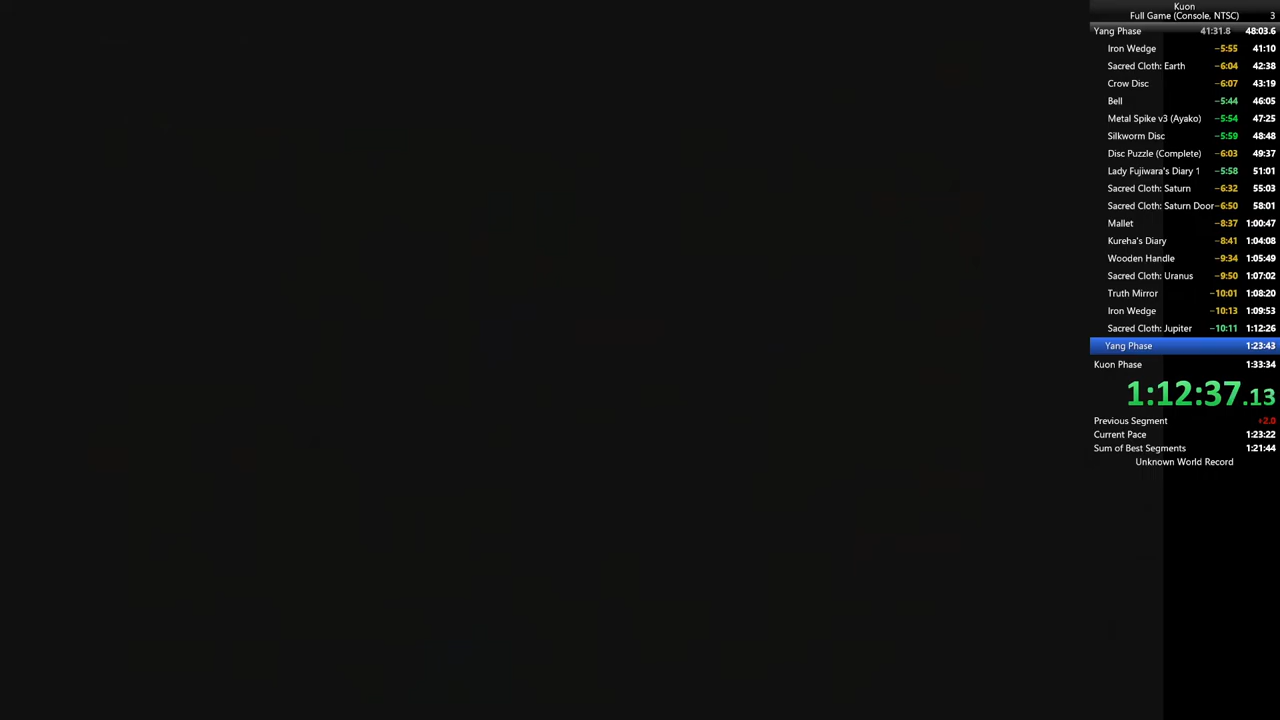 Kuon
Full Game (Console, NTSC) 3
Yang Phase 41:31.8 48:03.6
Iron Wedge −5:55 41:10
Sacred Cloth: Earth −6:04 42:38
Crow Disc −6:07 43:19
Bell −5:44 46:05
Metal Spike v3 (Ayako) −5:54 47:25
Silkworm Disc −5:59 48:48
Disc Puzzle (Complete) −6:03 49:37
Lady Fujiwara's Diary 1 −5:58 51:01
Sacred Cloth: Saturn −6:32 55:03
Sacred Cloth: Saturn Door −6:50 58:01
Mallet −8:37 1:00:47
Kureha's Diary −8:41 1:04:08
Wooden Handle −9:34 1:05:49
Sacred Cloth: Uranus −9:50 1:07:02
Truth Mirror −10:01 1:08:20
Iron Wedge −10:13 1:09:53
Sacred Cloth: Jupiter −10:11 1:12:26
Yang Phase 1:23:43
Kuon Phase 1:33:34
1:12:37.13
Previous Segment +2.0
Current Pace 1:23:22
Sum of Best Segments 1:21:44
Unknown World Record